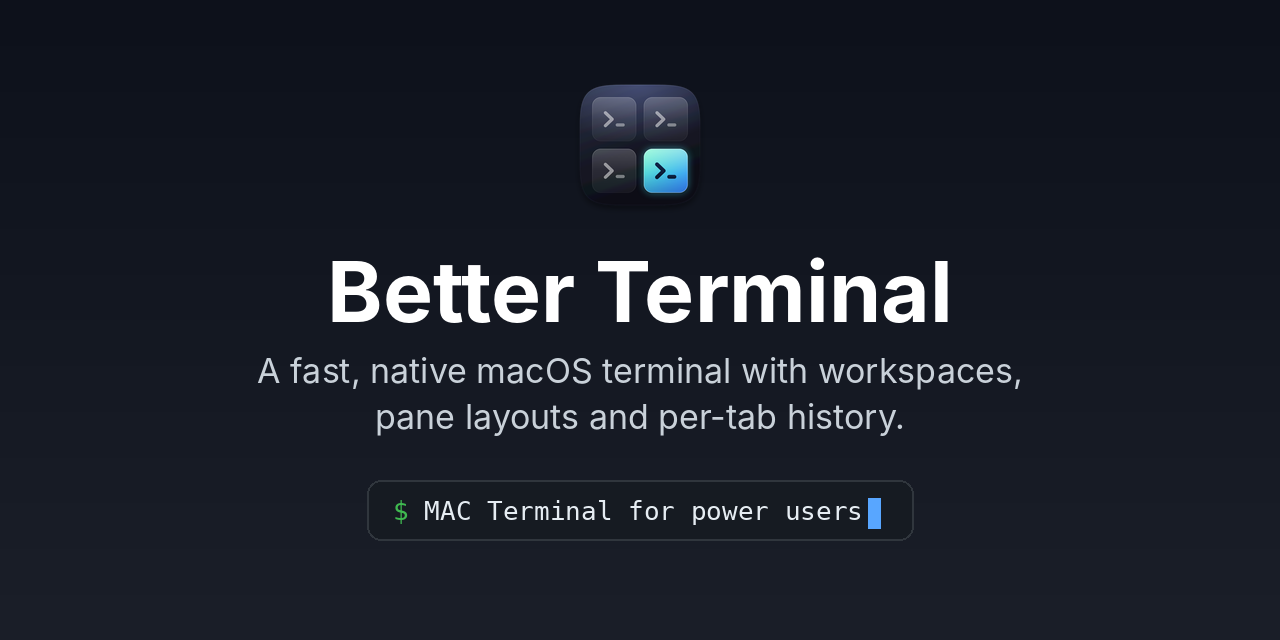 Better Terminal
A fast, native macOS terminal with workspaces,
pane layouts and per-tab history.
$ MAC Terminal for power users